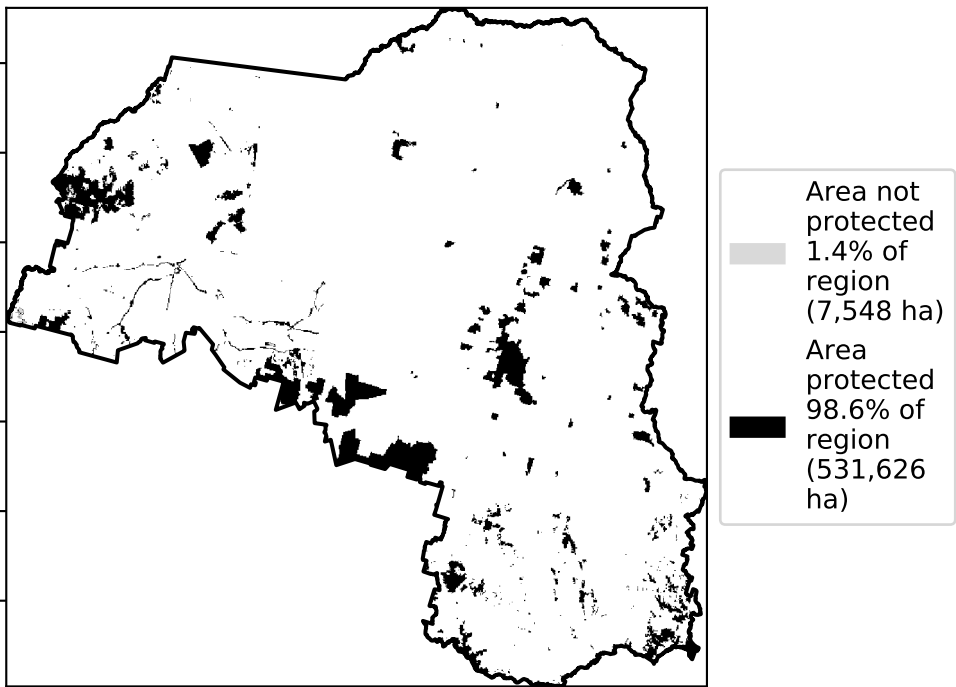 Area not
protected
1.4% of
region
(7,548 ha)
Area
protected
98.6% of
region
(531,626
ha)